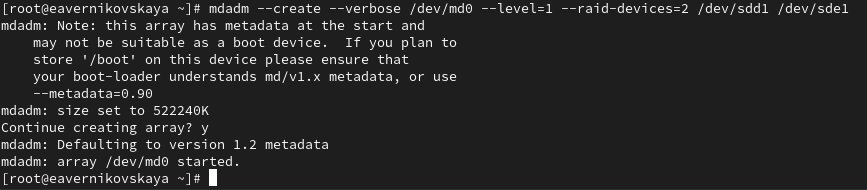 [root@eavernikovskaya ~]# mdadm --create --verbose /dev/md0 --level=1 --raid-devices=2 /dev/sdd1 /dev/sde1
mdadm: Note: this array has metadata at the start and
    may not be suitable as a boot device.  If you plan to
    store '/boot' on this device please ensure that
    your boot-loader understands md/v1.x metadata, or use
    --metadata=0.90
mdadm: size set to 522240K
Continue creating array? y
mdadm: Defaulting to version 1.2 metadata
mdadm: array /dev/md0 started.
[root@eavernikovskaya ~]#